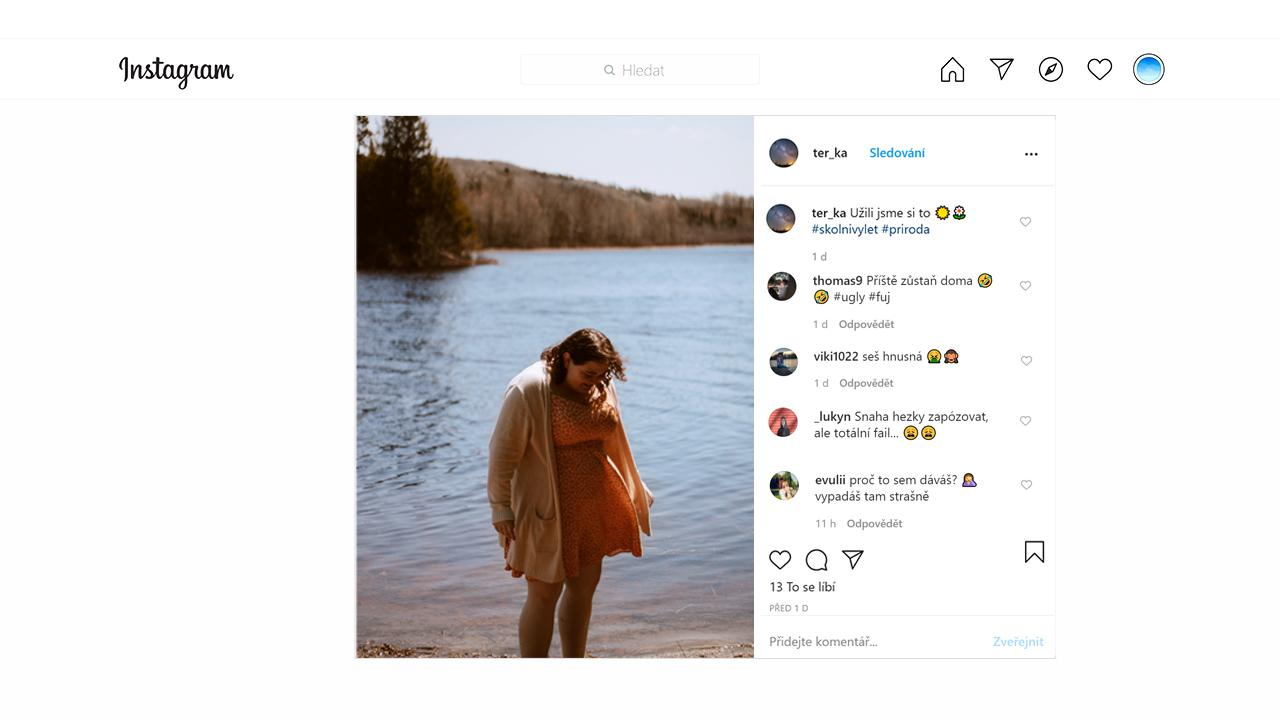 Instagram
Hledat
ter_ka Sledování
ter_ka Užili jsme si to
#skolnivylet #priroda
1 d
thomas9 Příště zůstaň doma
#ugly #fuj
1 d Odpovědět
viki1022 seš hnusná
1 d Odpovědět
_lukyn Snaha hezky zapózovat,
ale totální fail...
evulii proč to sem dáváš?
vypadáš tam strašně
11 h Odpovědět
13 To se líbí
PŘED 1 D
Přidejte komentář... Zveřejnit